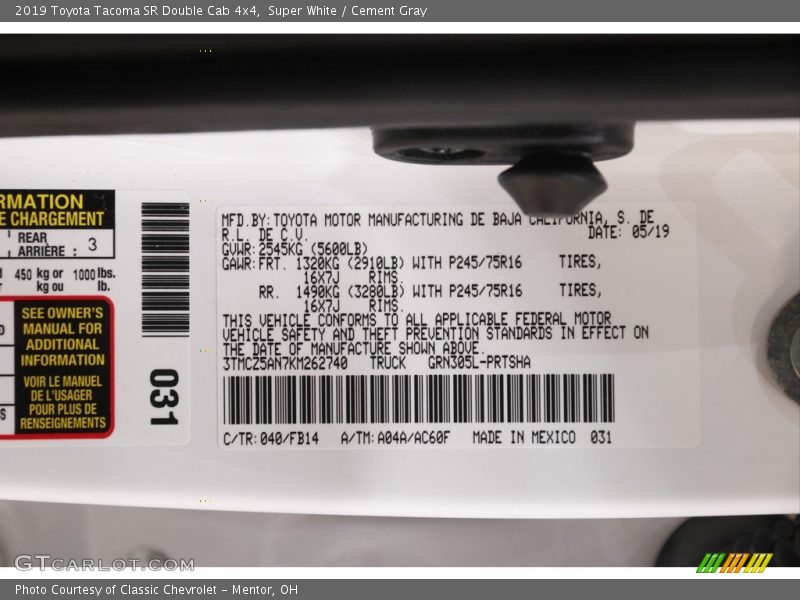 2019 Toyota Tacoma SR Double Cab 4x4, Super White / Cement Gray
RMATION
E CHARGEMENT
REAR
ARRIÈRE : 3
450 kg or 1000 lbs.
kg ou lb.
SEE OWNER'S
MANUAL FOR
ADDITIONAL
INFORMATION
VOIR LE MANUEL
DE L'USAGER
POUR PLUS DE
RENSEIGNEMENTS
031
MFD.BY:TOYOTA MOTOR MANUFACTURING DE BAJA CALIFORNIA, S. DE
R.L. DE C.V. DATE: 05/19
GVWR:2545KG (5600LB)
GAWR:FRT. 1320KG (2910LB) WITH P245/75R16 TIRES,
16X7J RIMS.
RR. 1490KG (3280LB) WITH P245/75R16 TIRES,
16X7J RIMS.
THIS VEHICLE CONFORMS TO ALL APPLICABLE FEDERAL MOTOR
VEHICLE SAFETY AND THEFT PREVENTION STANDARDS IN EFFECT ON
THE DATE OF MANUFACTURE SHOWN ABOVE.
3TMCZ5AN7KM262740 TRUCK GRN305L-PRTSHA
C/TR:040/FB14 A/TM:A04A/AC60F MADE IN MEXICO 031
GTCarLot.com
Photo Courtesy of Classic Chevrolet - Mentor, OH